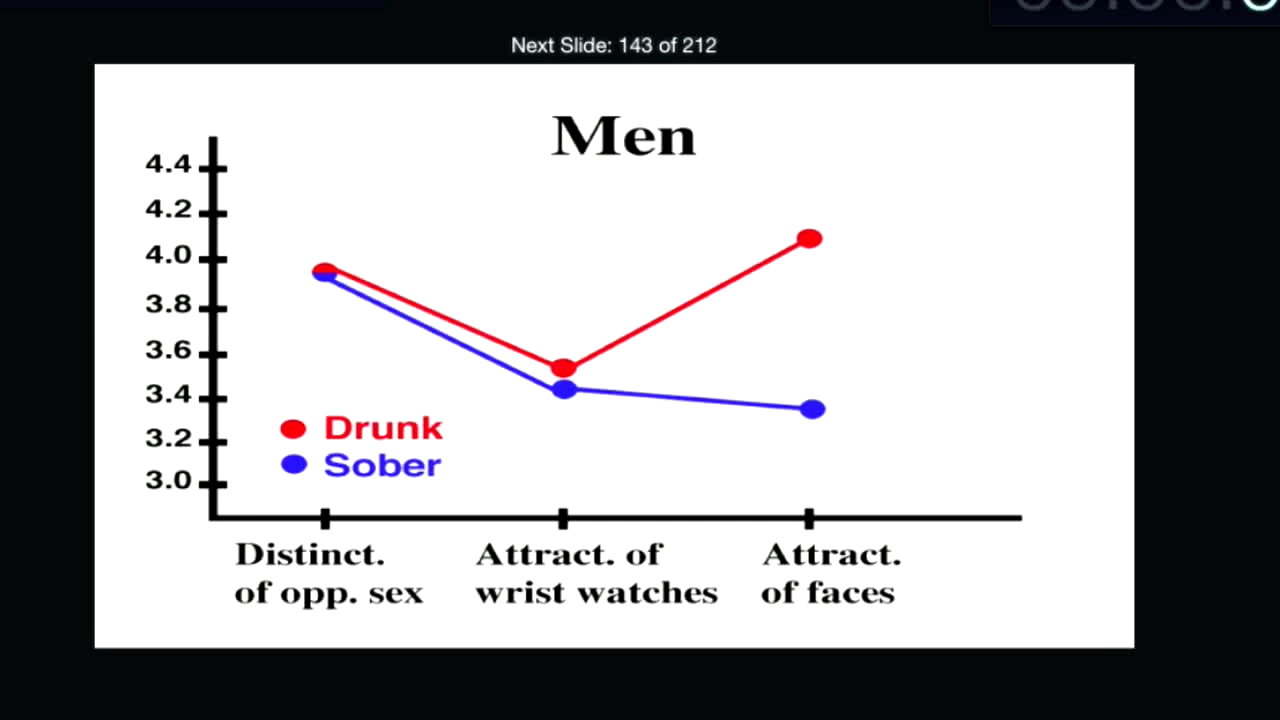 Next Slide: 143 of 212
Men
4.4
4.2
4.0
3.8
3.6
3.4
3.2
3.0
Drunk
Sober
Distinct.
of opp. sex
Attract. of
wrist watches
Attract.
of faces